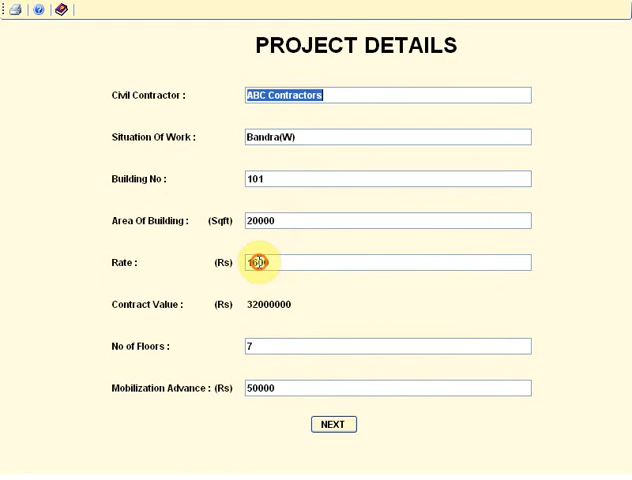 PROJECT DETAILS
Civil Contractor : ABC Contractors
Situation Of Work : Bandra(W)
Building No : 101
Area Of Building : (Sqft) 20000
Rate : (Rs) 1600
Contract Value : (Rs) 32000000
No of Floors : 7
Mobilization Advance : (Rs) 50000
NEXT